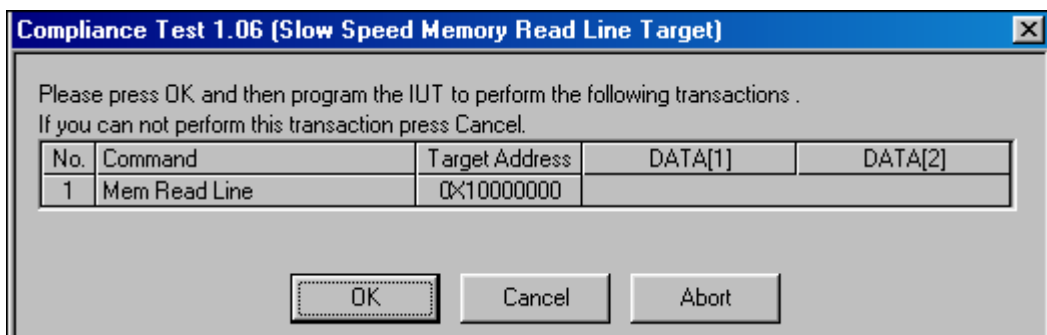 Compliance Test 1.06 (Slow Speed Memory Read Line Target)
Please press OK and then program the IUT to perform the following transactions .
If you can not perform this transaction press Cancel.
No. Command Target Address DATA[1] DATA[2]
1 Mem Read Line 0X10000000
OK Cancel Abort